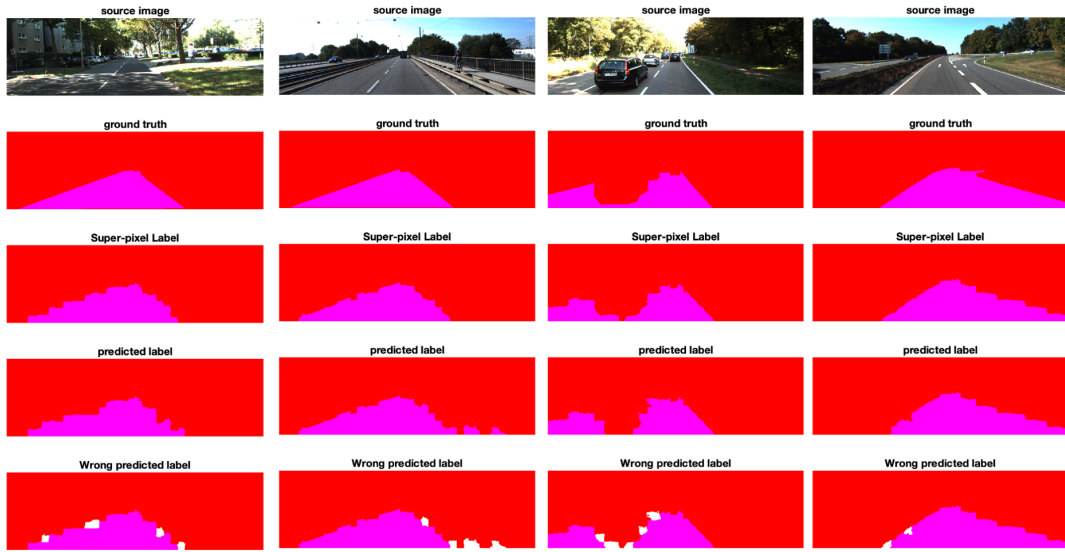 source image source image source image source image
ground truth ground truth ground truth ground truth
Super-pixel Label Super-pixel Label Super-pixel Label Super-pixel Label
predicted label predicted label predicted label predicted label
Wrong predicted label Wrong predicted label Wrong predicted label Wrong predicted label